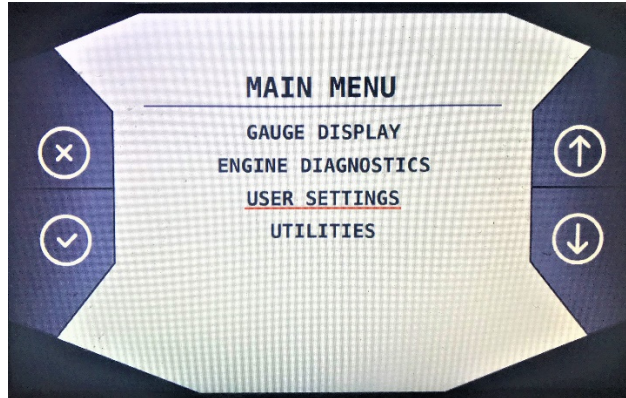 MAIN MENU
GAUGE DISPLAY
ENGINE DIAGNOSTICS
USER SETTINGS
UTILITIES